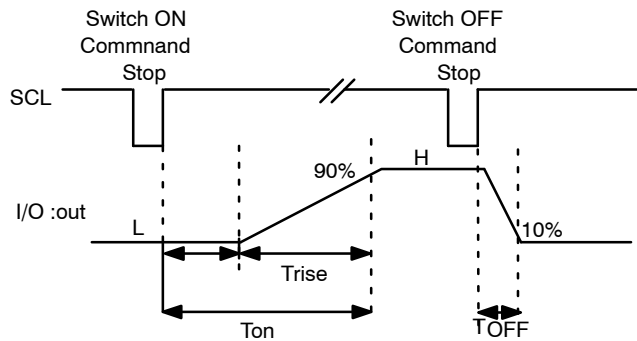 Switch ON
Commnand
Stop
Switch OFF
Command
Stop
SCL
90%
H
I/O :out
L
10%
Trise
Ton
TOFF